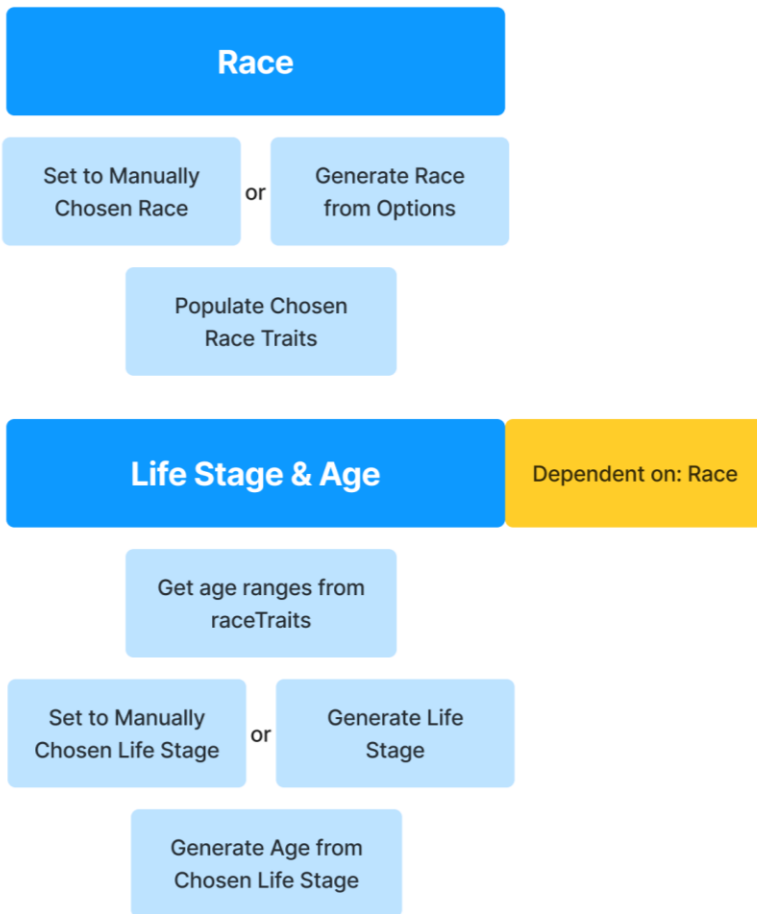 Race
Set to Manually
Chosen Race
or
Generate Race
from Options
Populate Chosen
Race Traits
Life Stage & Age
Dependent on: Race
Get age ranges from
raceTraits
Set to Manually
Chosen Life Stage
or
Generate Life
Stage
Generate Age from
Chosen Life Stage